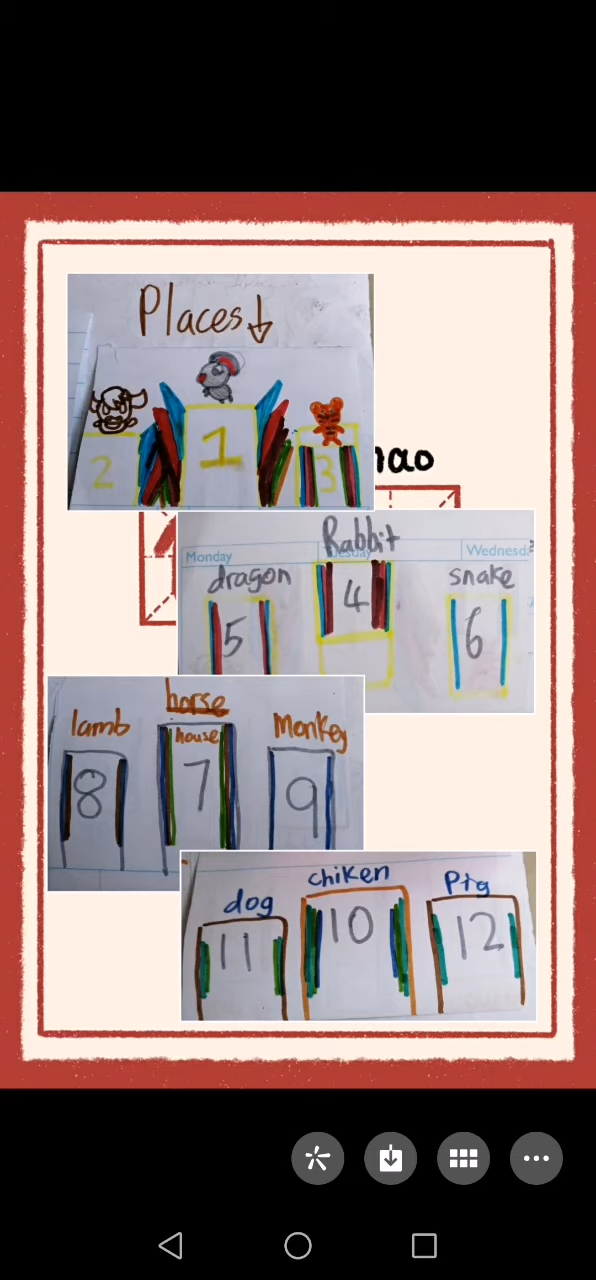 Places↓
2 1 3
nao
Monday Tuesday Wednesd
dragon Rabbit snake
5 4 6
lamb horse Monkey
house
8 7 9
dog chiken Pig
11 10 12